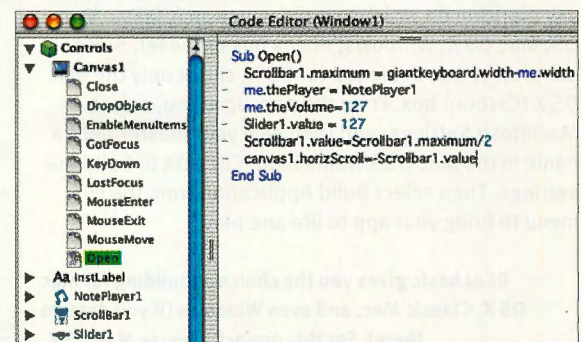 Code Editor (Window1)
Controls
Canvas1
Close
DropObject
EnableMenuItems
GotFocus
KeyDown
LostFocus
MouseEnter
MouseExit
MouseMove
Open
Aa InstLabel
NotePlayer1
ScrollBar1
Slider1
Sub Open()
Scrollbar1.maximum = giantkeyboard.width-me.width
me.thePlayer = NotePlayer1
me.theVolume=127
Slider1.value = 127
Scrollbar1.value=Scrollbar1.maximum/2
canvas1.horizScroll=-Scrollbar1.value
End Sub